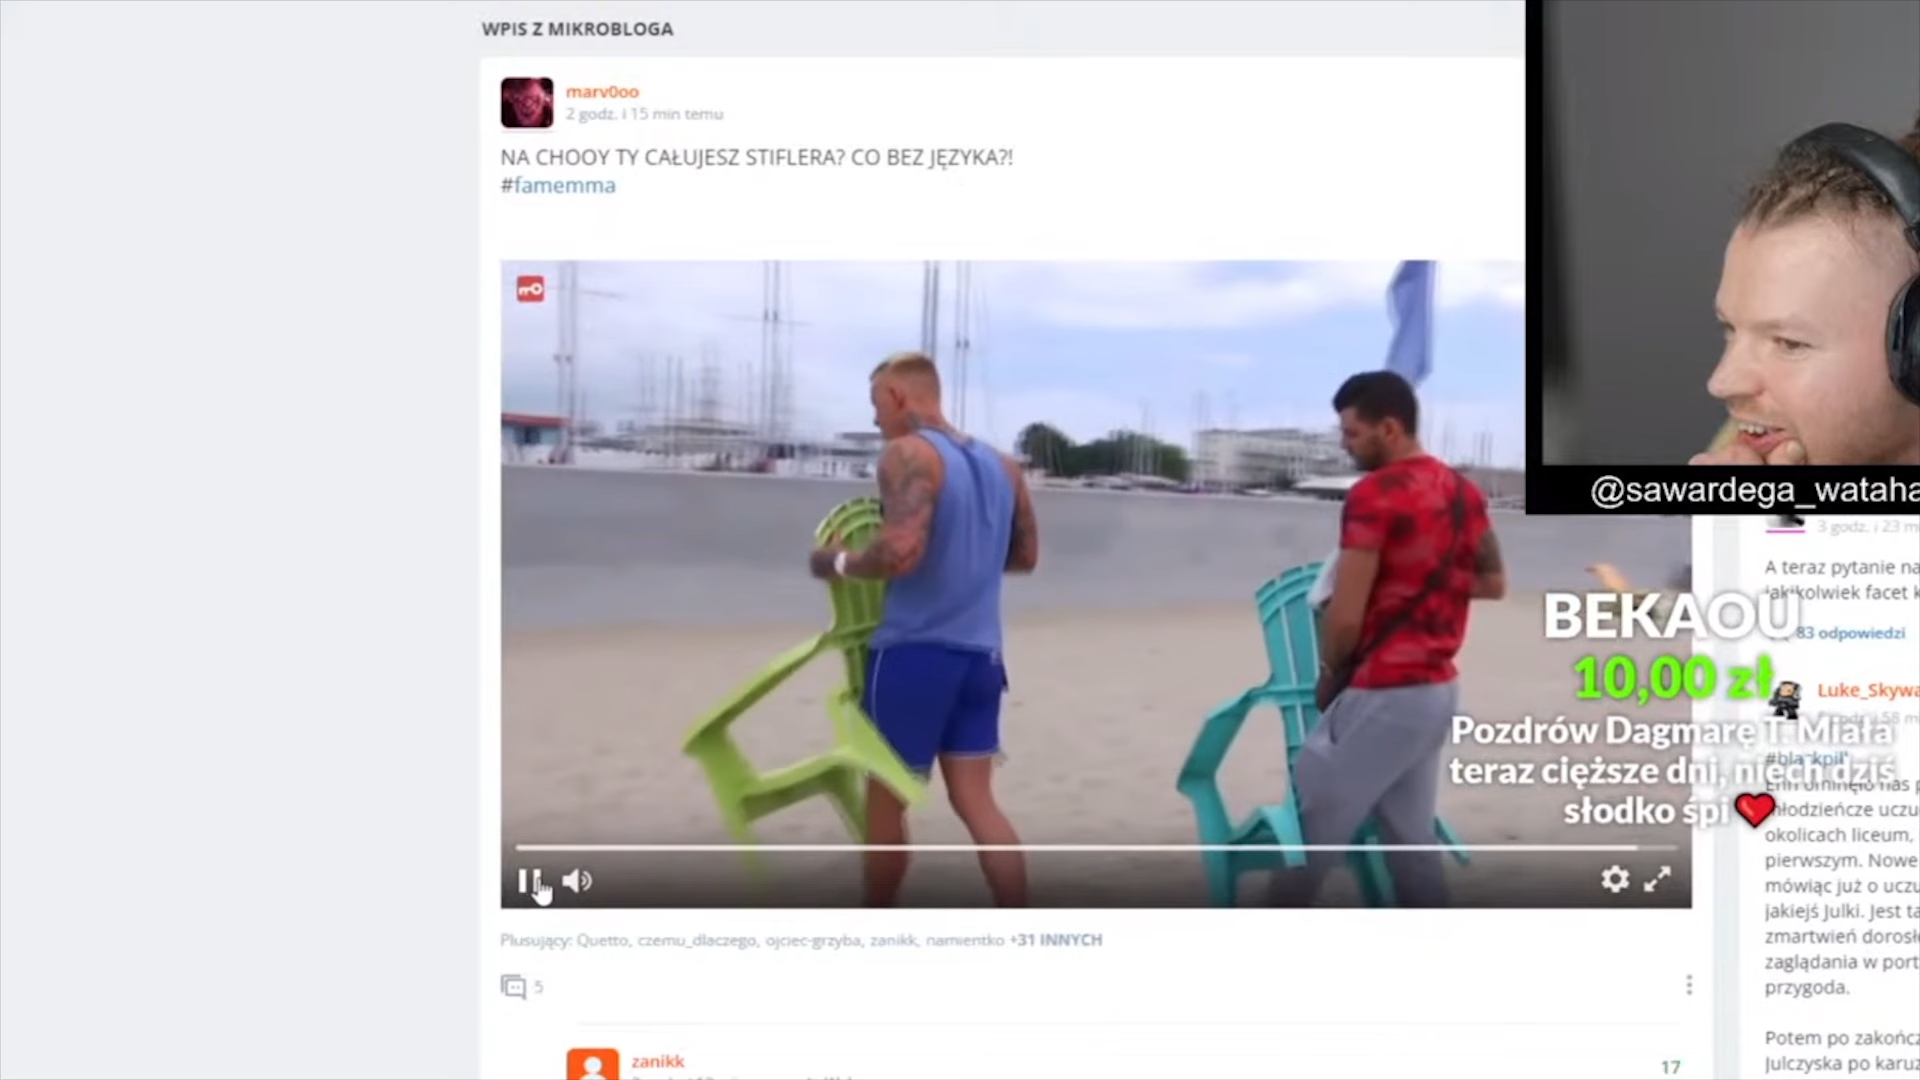 WPIS Z MIKROBLOGA
marv0oo
2 godz. i 15 min temu
NA CHOOY TY CAŁUJESZ STIFLERA? CO BEZ JĘZYKA?!
#famemma
@sawardega_wataha
3 godz. i 23 m
A teraz pytanie na
jakikolwiek facet k
83 odpowiedzi
BEKAOU
10,00 zł
Pozdrów Dagmarę T. Miała
teraz cięższe dni, niech dziś
słodko śpi ❤
Luke_Skywa
#blackpill
młodzieńcze uczu
okolicach liceum,
pierwszym. Nowe
mówiąc już o uczu
jakiejś Julki. Jest ta
zmartwień dorosł
zaglądania w port
przygoda.
Potem po zakończ
Julczyska po karuz
Plusujący: Quetto, czemu_dlaczego, ojciec-grzyba, zanikk, namientko +31 INNYCH
5
zanikk
17